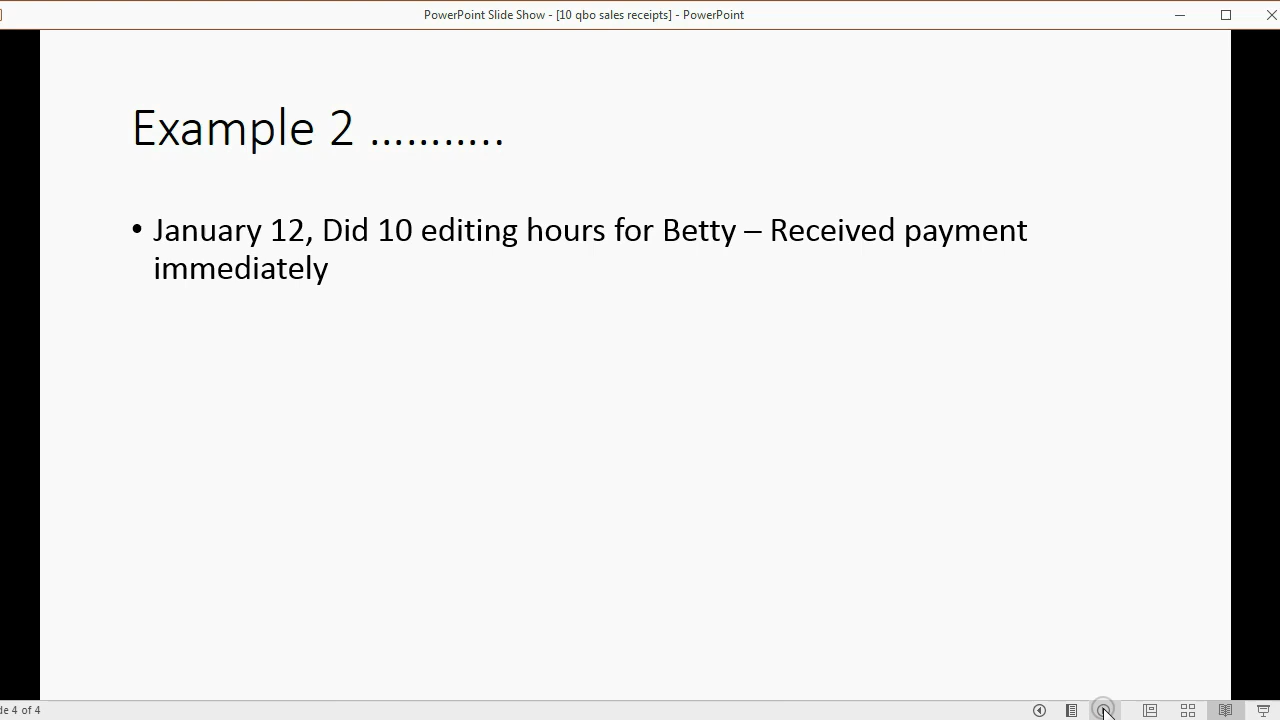 PowerPoint Slide Show - [10 qbo sales receipts] - PowerPoint
Example 2 ...........
• January 12, Did 10 editing hours for Betty – Received payment
immediately
de 4 of 4